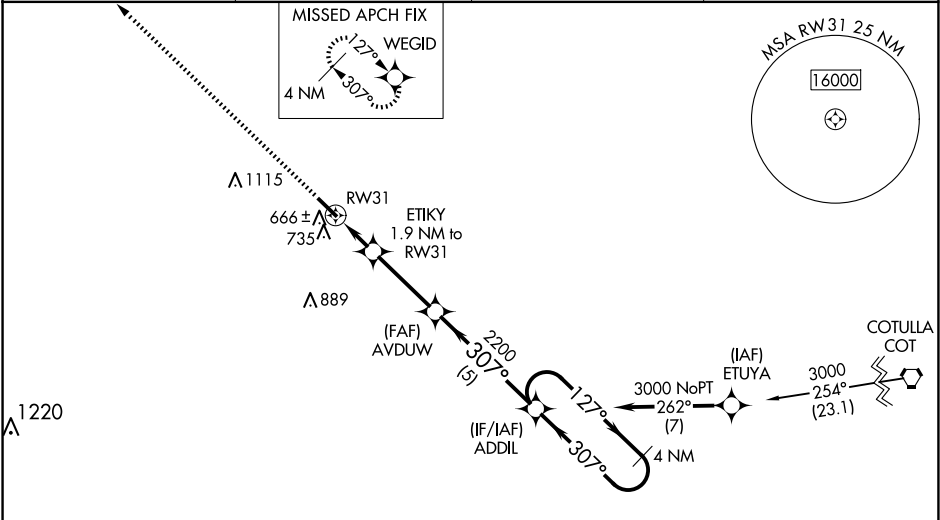 MISSED APCH FIX
127°
WEGID
4 NM
307°
MSA RW31 25 NM
16000
1115
RW31
666 ±
735
ETIKY
1.9 NM to
RW31
889
(FAF)
AVDUW
2200
307°
(5)
COTULLA
COT
(IAF)
ETUYA
3000
254°
(23.1)
3000 NoPT
262°
(7)
127°
(IF/IAF)
ADDIL
307°
4 NM
1220